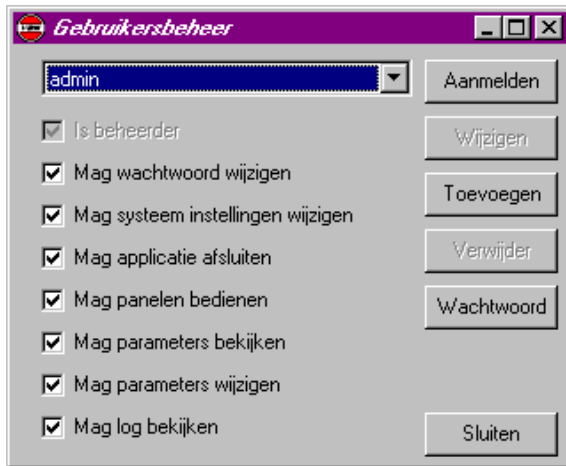 Gebruikersbeheer
admin
Aanmelden
Is beheerder
Wijzigen
Mag wachtwoord wijzigen
Toevoegen
Mag systeem instellingen wijzigen
Mag applicatie afsluiten
Verwijder
Mag panelen bedienen
Wachtwoord
Mag parameters bekijken
Mag parameters wijzigen
Mag log bekijken
Sluiten